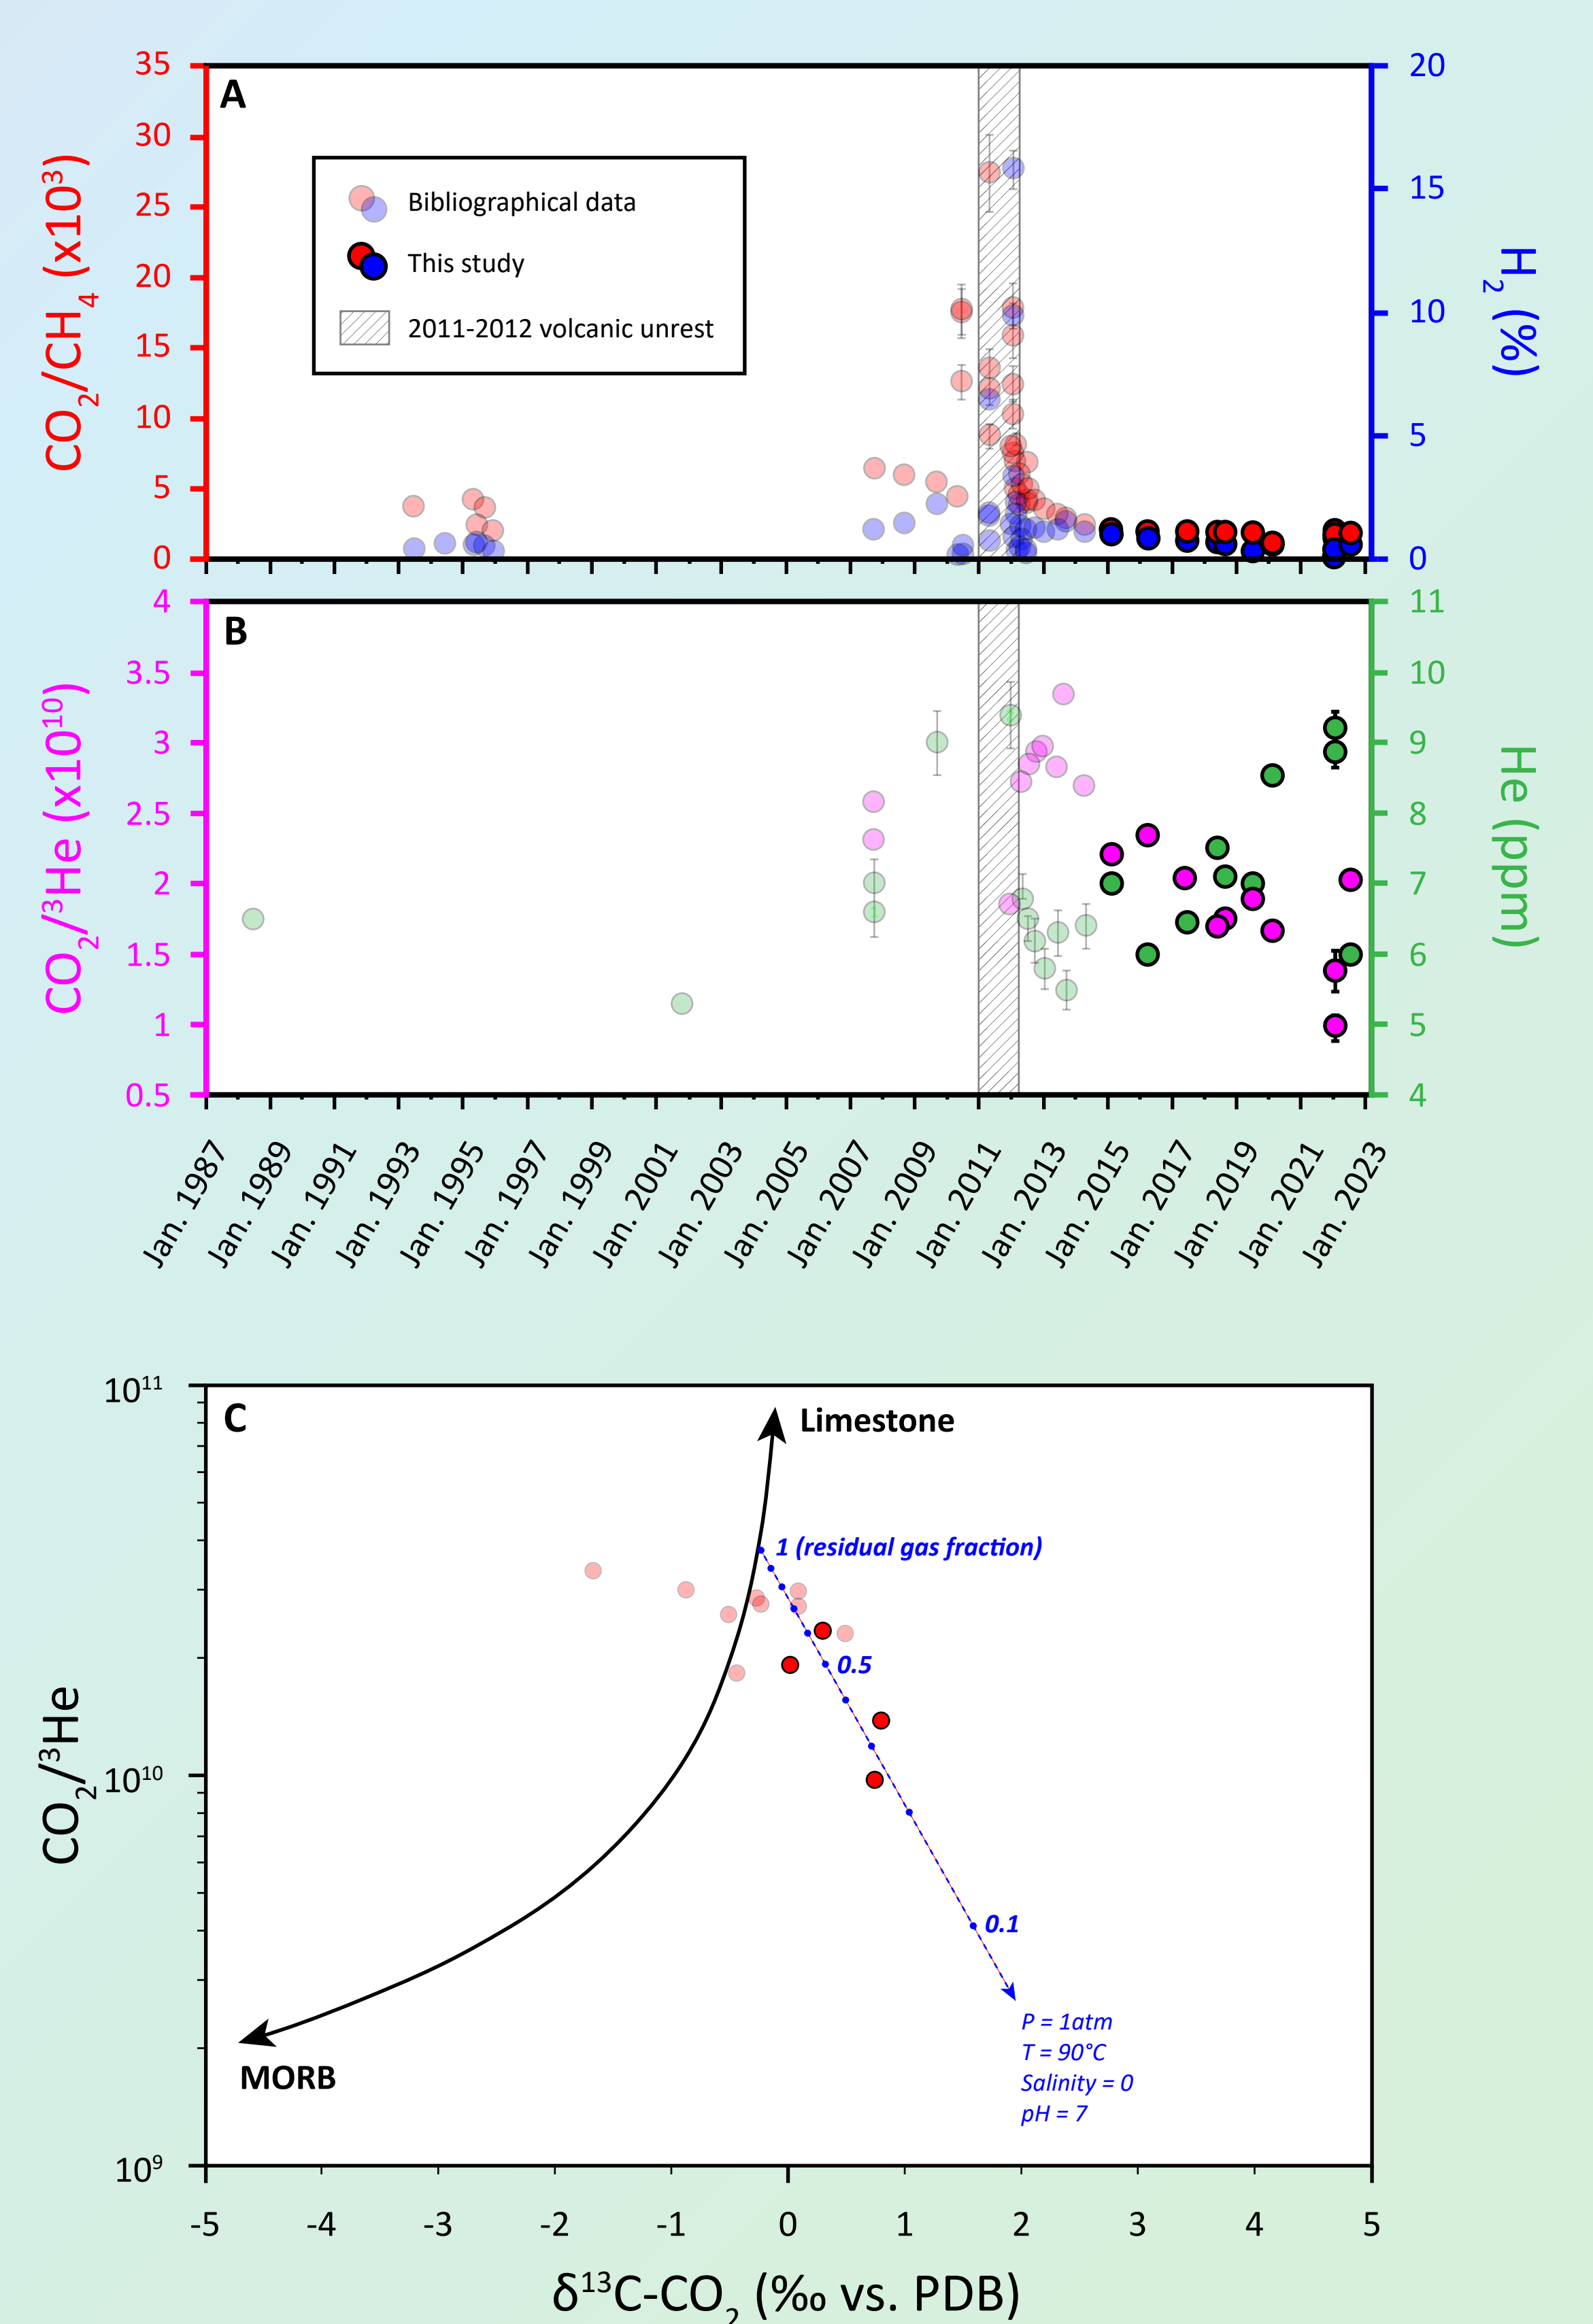 A
CO2/CH4 (x10³)
35
30
25
20
15
10
5
0
H2 (%)
20
15
10
5
0
Bibliographical data
This study
2011-2012 volcanic unrest
B
CO2/³He (x10¹⁰)
4
3.5
3
2.5
2
1.5
1
0.5
He (ppm)
11
10
9
8
7
6
5
4
Jan. 1987
Jan. 1989
Jan. 1991
Jan. 1993
Jan. 1995
Jan. 1997
Jan. 1999
Jan. 2001
Jan. 2003
Jan. 2005
Jan. 2007
Jan. 2009
Jan. 2011
Jan. 2013
Jan. 2015
Jan. 2017
Jan. 2019
Jan. 2021
Jan. 2023
C
CO2/³He
10¹¹
10¹⁰
10⁹
Limestone
1 (residual gas fraction)
0.5
0.1
P = 1atm
T = 90°C
Salinity = 0
pH = 7
MORB
-5 -4 -3 -2 -1 0 1 2 3 4 5
δ¹³C-CO2 (‰ vs. PDB)